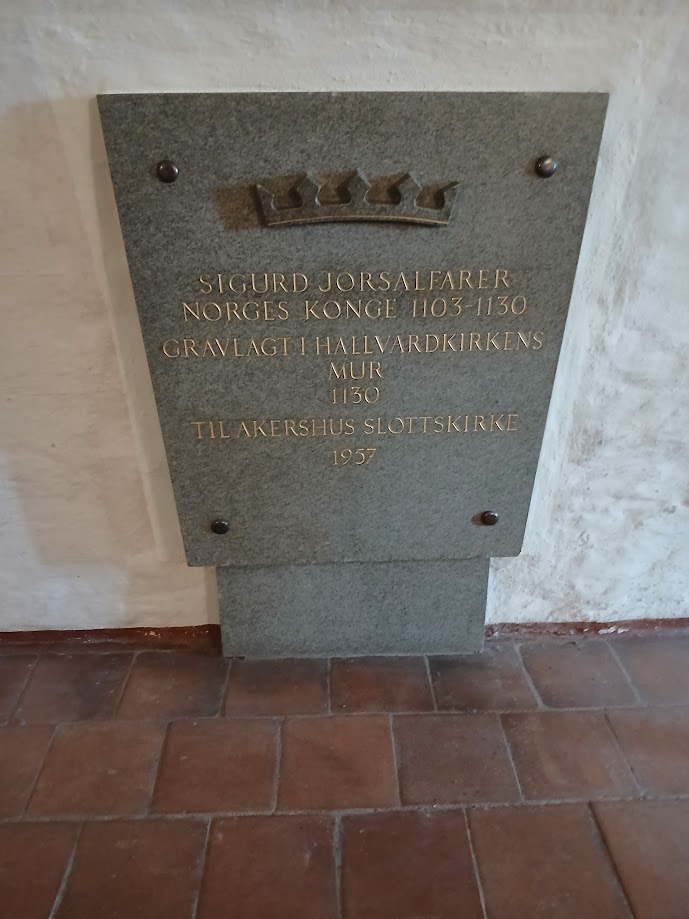 SIGURD JORSALFARER
NORGES KONGE 1103-1130
GRAVLAGT I HALLVARDKIRKENS
MUR
1130
TIL AKERSHUS SLOTTSKIRKE
1957